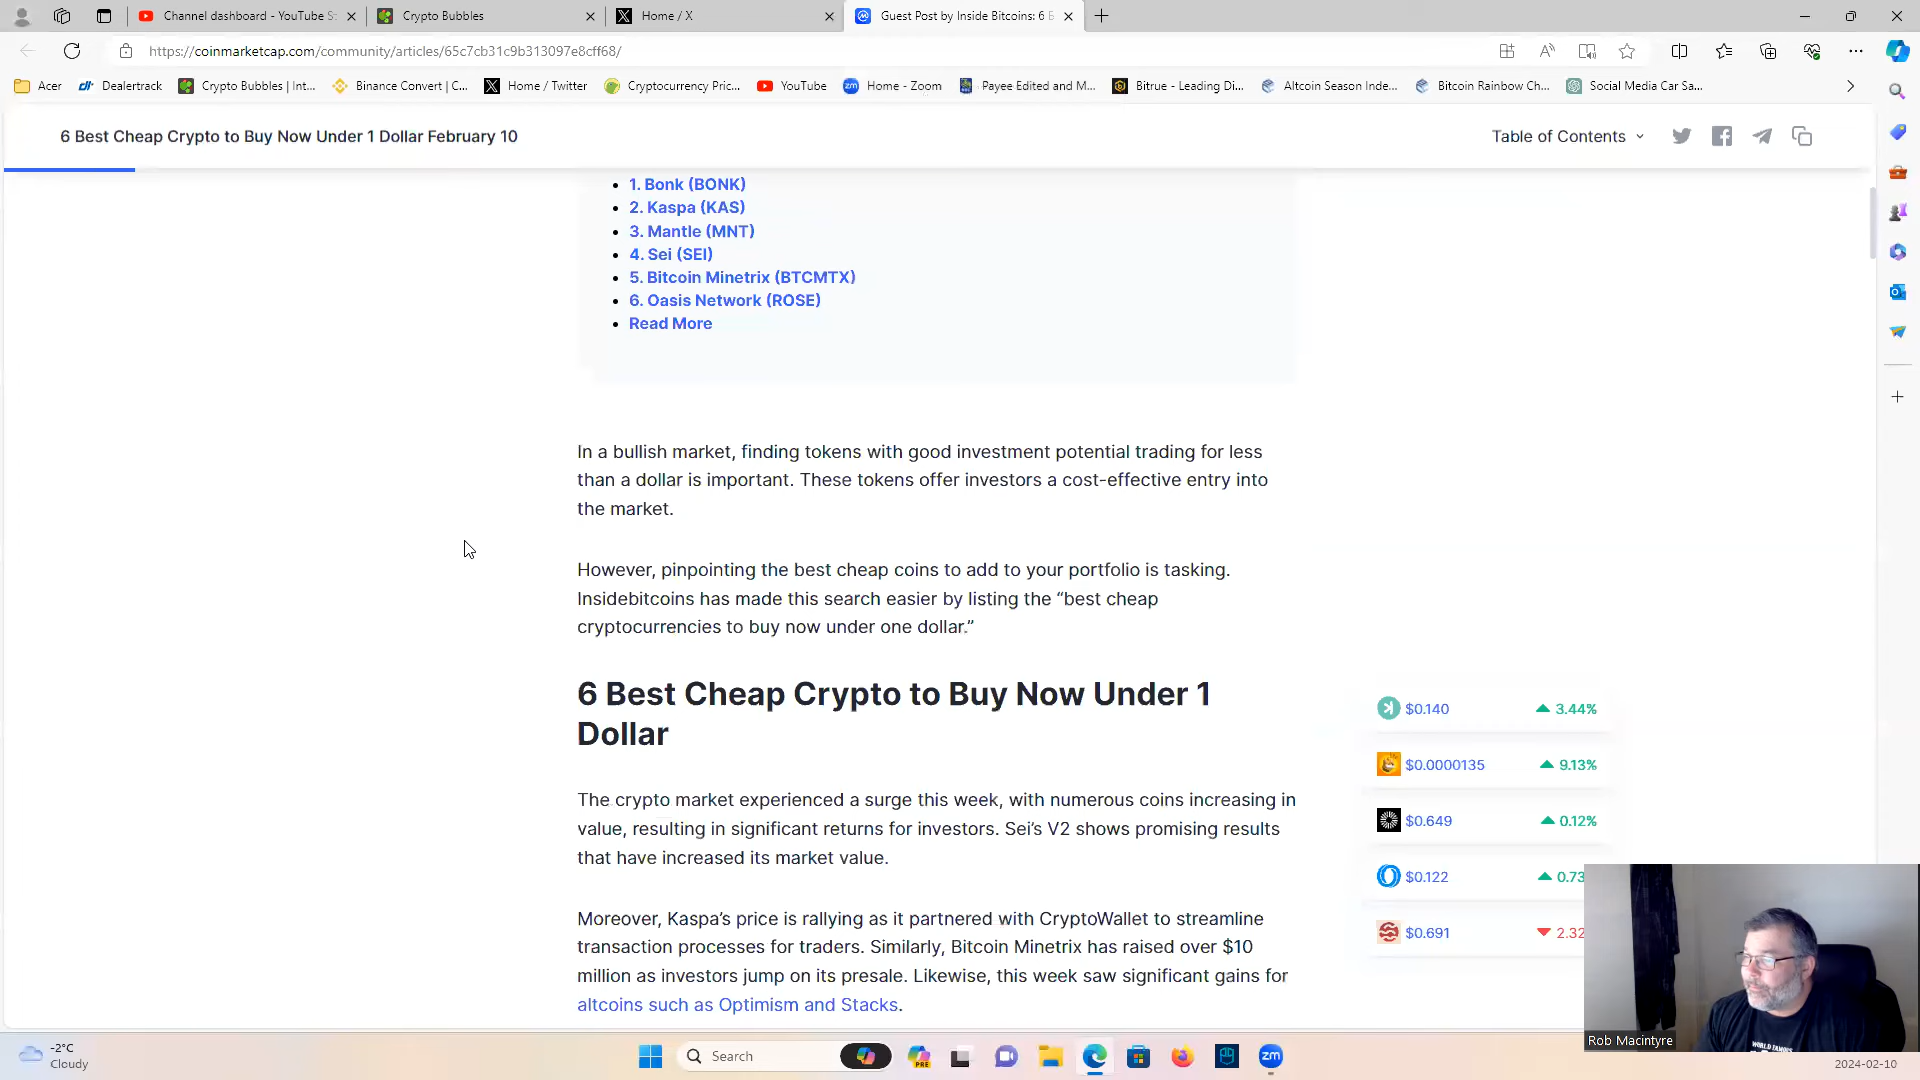 Channel dashboard - YouTube S
Crypto Bubbles
Home / X
Guest Post by Inside Bitcoins: 6 B
https://coinmarketcap.com/community/articles/65c7cb31c9b313097e8cff68/
Acer
Dealertrack
Crypto Bubbles | Int...
Binance Convert | C...
Home / Twitter
Cryptocurrency Pric...
YouTube
Home - Zoom
Payee Edited and M...
Bitrue - Leading Di...
Altcoin Season Inde...
Bitcoin Rainbow Ch...
Social Media Car Sa...
6 Best Cheap Crypto to Buy Now Under 1 Dollar February 10
Table of Contents
1. Bonk (BONK)
2. Kaspa (KAS)
3. Mantle (MNT)
4. Sei (SEI)
5. Bitcoin Minetrix (BTCMTX)
6. Oasis Network (ROSE)
Read More
In a bullish market, finding tokens with good investment potential trading for less
than a dollar is important. These tokens offer investors a cost-effective entry into
the market.
However, pinpointing the best cheap coins to add to your portfolio is tasking.
Insidebitcoins has made this search easier by listing the “best cheap
cryptocurrencies to buy now under one dollar.”
6 Best Cheap Crypto to Buy Now Under 1
Dollar
The crypto market experienced a surge this week, with numerous coins increasing in
value, resulting in significant returns for investors. Sei’s V2 shows promising results
that have increased its market value.
Moreover, Kaspa’s price is rallying as it partnered with CryptoWallet to streamline
transaction processes for traders. Similarly, Bitcoin Minetrix has raised over $10
million as investors jump on its presale. Likewise, this week saw significant gains for
altcoins such as Optimism and Stacks.
$0.140 3.44%
$0.0000135 9.13%
$0.649 0.12%
$0.122 0.73
$0.691 2.32
WORLD FAMOUS
Rob Macintyre
-2°C
Cloudy
Search
PRE
zm
2024-02-10